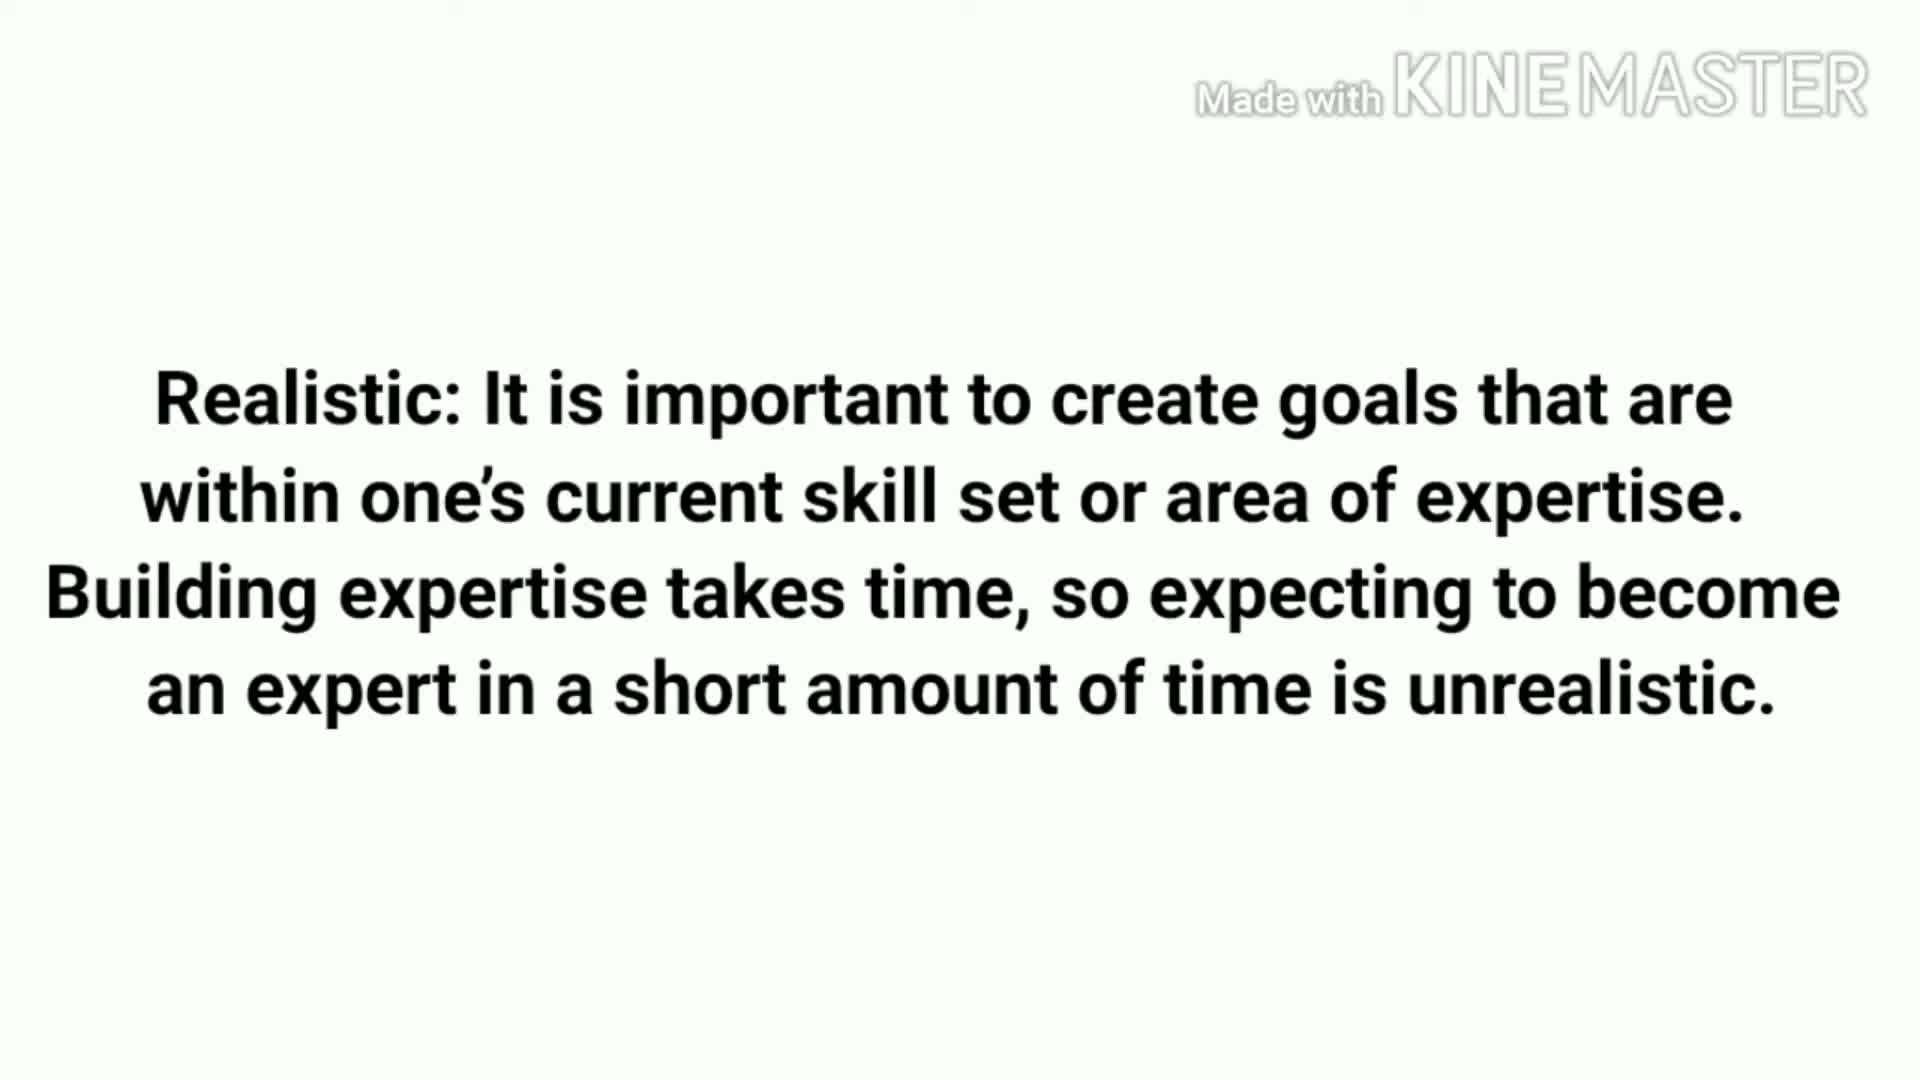 Made with KINEMASTER
Realistic: It is important to create goals that are
within one’s current skill set or area of expertise.
Building expertise takes time, so expecting to become
an expert in a short amount of time is unrealistic.